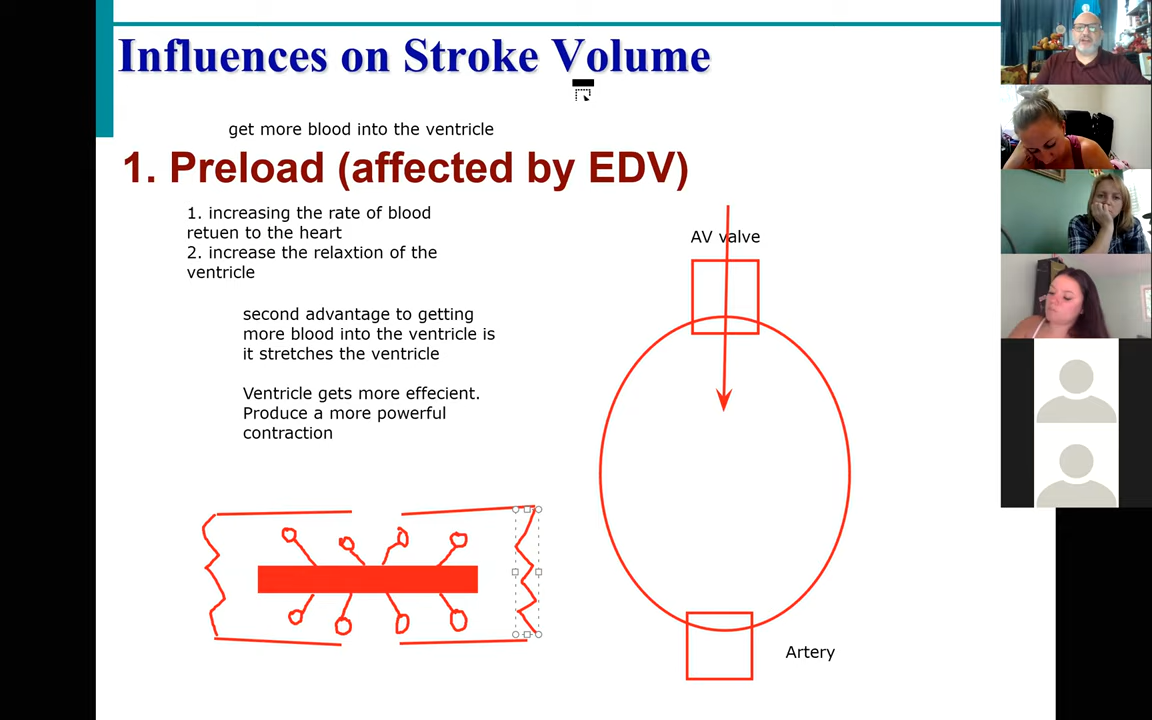 Influences on Stroke Volume
get more blood into the ventricle
1. Preload (affected by EDV)
1. increasing the rate of blood
retuen to the heart
2. increase the relaxtion of the
ventricle
second advantage to getting
more blood into the ventricle is
it stretches the ventricle
Ventricle gets more effecient.
Produce a more powerful
contraction
AV valve
Artery